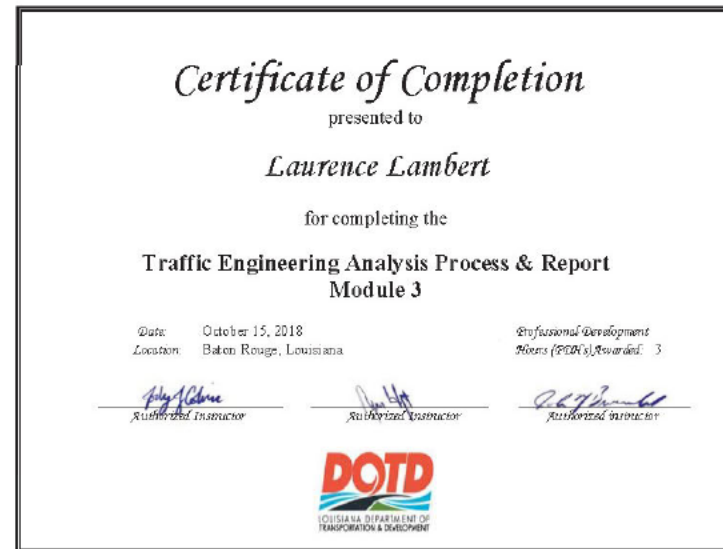 Certificate of Completion
presented to
Laurence Lambert
for completing the
Traffic Engineering Analysis Process & Report
Module 3
Date: October 15, 2018
Location: Baton Rouge, Louisiana
Professional Development
Hours (PDH's) Awarded: 3
Authorized Instructor
Authorized Instructor
Authorized instructor
DOTD
LOUISIANA DEPARTMENT OF
TRANSPORTATION & DEVELOPMENT